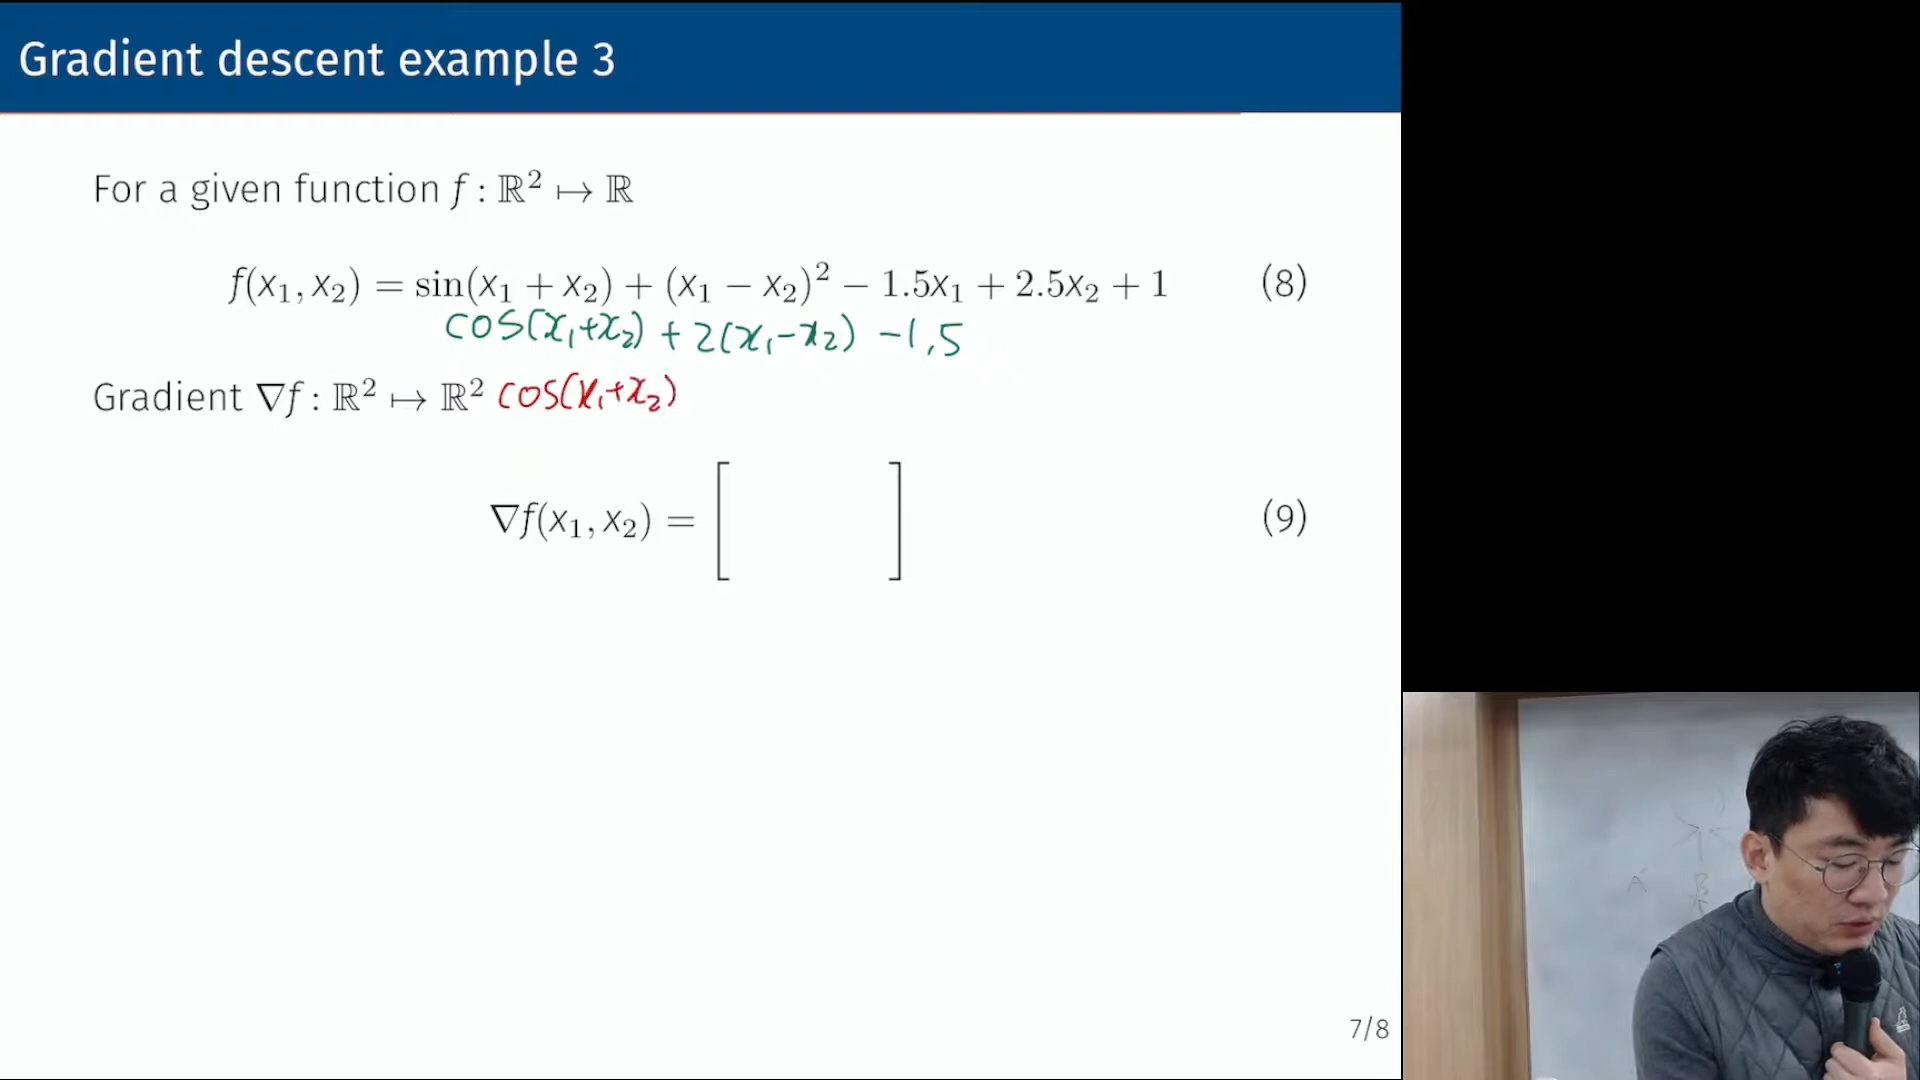 Gradient descent example 3
For a given function f : ℝ² ↦ ℝ
f(x₁, x₂) = sin(x₁ + x₂) + (x₁ − x₂)² − 1.5x₁ + 2.5x₂ + 1 (8)
cos(x₁+x₂) + 2(x₁−x₂) −1.5
Gradient ∇f : ℝ² ↦ ℝ² cos(x₁+x₂)
∇f(x₁, x₂) = [ ] (9)
7/8